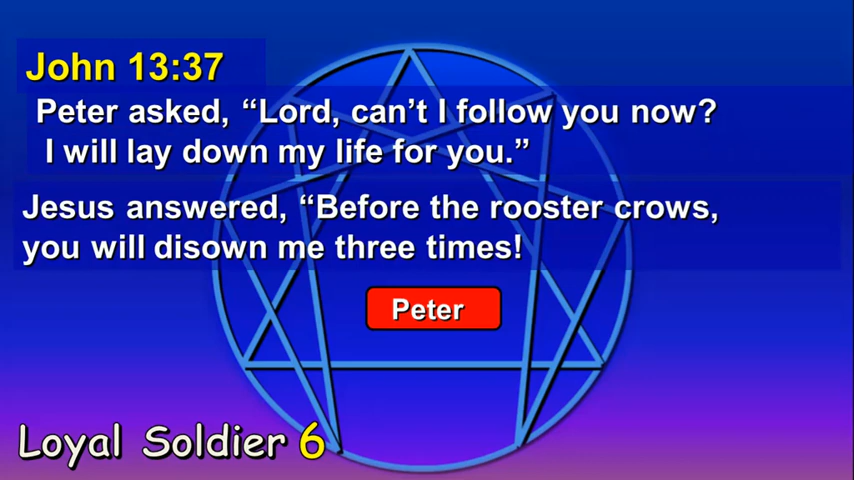 John 13:37
Peter asked, “Lord, can’t I follow you now?
I will lay down my life for you.”
Jesus answered, “Before the rooster crows,
you will disown me three times!
Peter
Loyal Soldier 6